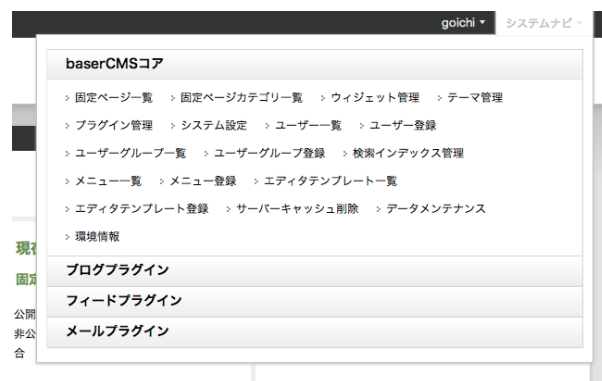 goichi ▼ システムナビ ▼
baserCMSコア
> 固定ページ一覧 > 固定ページカテゴリ一覧 > ウィジェット管理 > テーマ管理
> プラグイン管理 > システム設定 > ユーザー一覧 > ユーザー登録
> ユーザーグループ一覧 > ユーザーグループ登録 > 検索インデックス管理
> メニュー一覧 > メニュー登録 > エディタテンプレート一覧
> エディタテンプレート登録 > サーバーキャッシュ削除 > データメンテナンス
> 環境情報
ブログプラグイン
フィードプラグイン
メールプラグイン
現在
固定
公開
非公
合